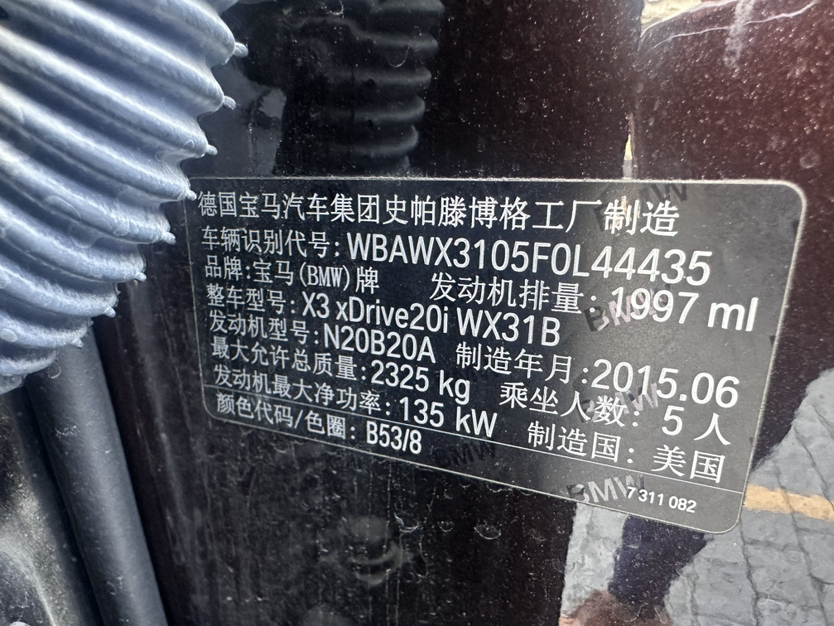 德国宝马汽车集团史帕滕博格工厂制造
车辆识别代号: WBAWX3105F0L44435
品牌: 宝马(BMW)牌 发动机排量: 1997 ml
整车型号: X3 xDrive20i WX31B
发动机型号: N20B20A 制造年月: 2015.06
最大允许总质量: 2325 kg 乘坐人数: 5 人
发动机最大净功率: 135 kW 制造国: 美国
颜色代码/色圈: B53/8
BMW 7 311 082